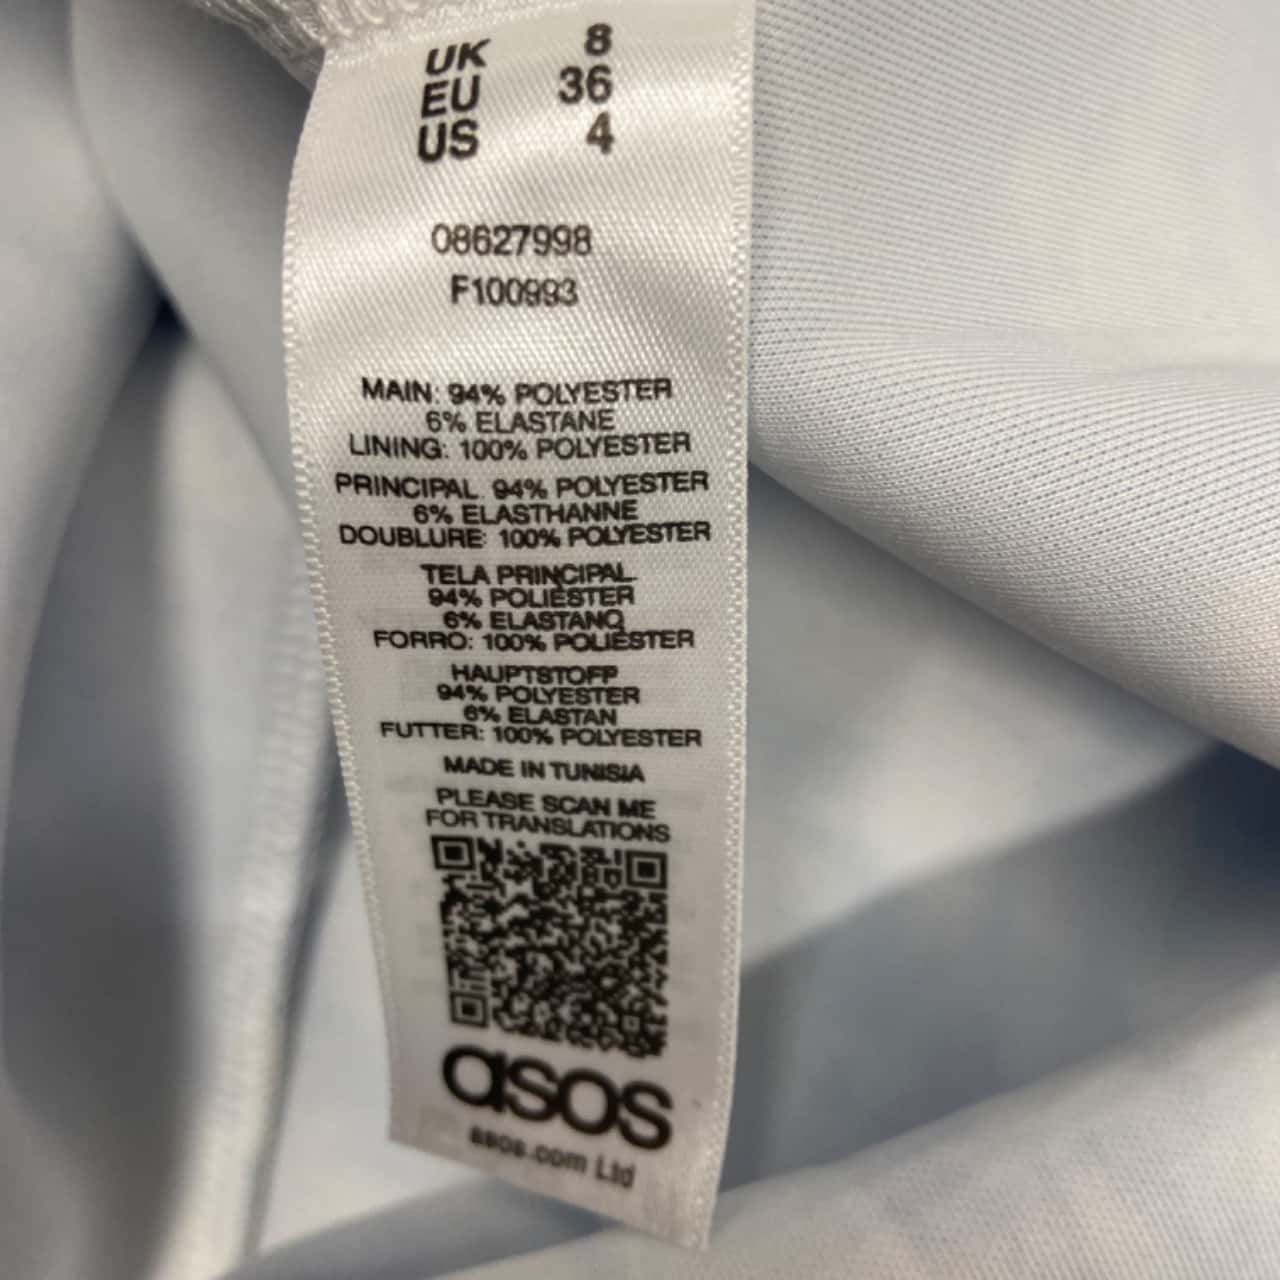 UK 8
EU 36
US 4
08627998
F100993
MAIN: 94% POLYESTER
6% ELASTANE
LINING: 100% POLYESTER
PRINCIPAL 94% POLYESTER
6% ELASTHANNE
DOUBLURE: 100% POLYESTER
TELA PRINCIPAL
94% POLIÉSTER
6% ELASTANO
FORRO: 100% POLIÉSTER
HAUPTSTOFF
94% POLYESTER
6% ELASTAN
FUTTER: 100% POLYESTER
MADE IN TUNISIA
PLEASE SCAN ME
FOR TRANSLATIONS
asos
asos.com Ltd